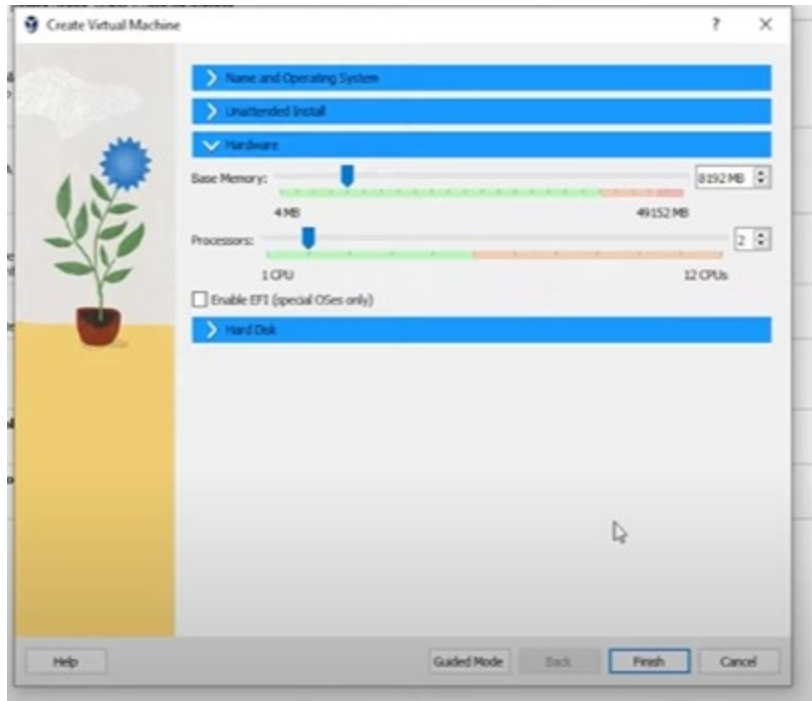 Create Virtual Machine
Name and Operating System
Unattended Install
Hardware
Base Memory: 8192 MB
4 MB 49152 MB
Processors: 2
1 CPU 12 CPUs
Enable EFI (special OSes only)
Hard Disk
Help Guided Mode Back Finish Cancel